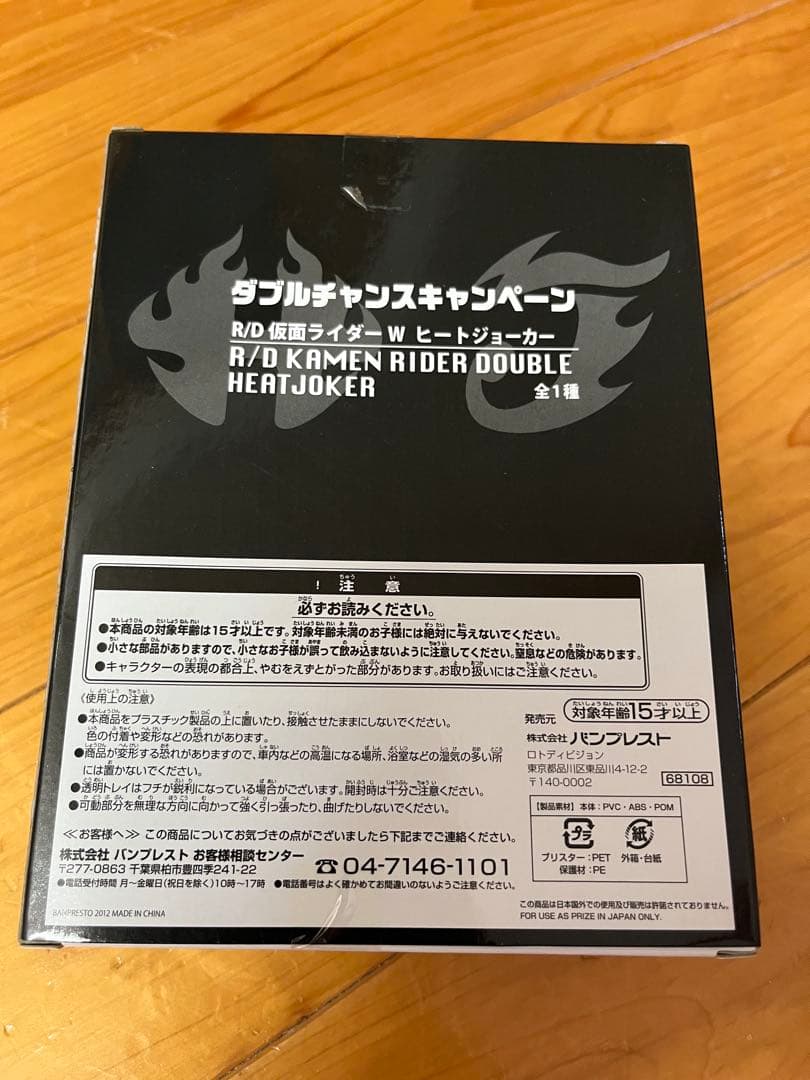 ダブルチャンスキャンペーン
R/D 仮面ライダー W ヒートジョーカー
R/D KAMEN RIDER DOUBLE
HEATJOKER 全1種
! 注意
必ずお読みください。
●本商品の対象年齢は15才以上です。対象年齢未満のお子様には絶対に与えないでください。
●小さな部品がありますので、小さなお子様が誤って飲み込まないように注意してください。窒息などの危険があります。
●キャラクターの表現の都合上、やむをえずとがった部分があります。お取り扱いにはご注意ください。
〈使用上の注意〉
●本商品をプラスチック製品の上に置いたり、接触させたままにしないでください。
色の付着や変形などの恐れがあります。
●商品が変形する恐れがありますので、車内などの高温になる場所、浴室などの湿気の多い所
には置かないでください。
●透明トレイはフチが鋭利になっている場合がございます。開封時は十分ご注意ください。
●可動部分を無理な方向に向かって強く引っ張ったり、曲げたりしないでください。
発売元 対象年齢15才以上
株式会社 バンプレスト
ロトディビジョン
東京都品川区東品川4-12-2
〒140-0002 68108
【製品素材】 本体：PVC・ABS・POM
プラ 紙
ブリスター：PET 外箱・台紙
保護材：PE
≪お客様へ≫ この商品についてお気づきの点がございましたら下記までご連絡ください。
株式会社 バンプレスト お客様相談センター
〒277-0863 千葉県柏市豊四季241-22 ☎04-7146-1101
●電話受付時間 月〜金曜日(祝日を除く)10時〜17時 ●電話番号はよく確かめてお間違いのないようご注意ください。
BANPRESTO 2012 MADE IN CHINA
この商品は日本国外での使用及び販売は許諾されておりません。
FOR USE AS PRIZE IN JAPAN ONLY.